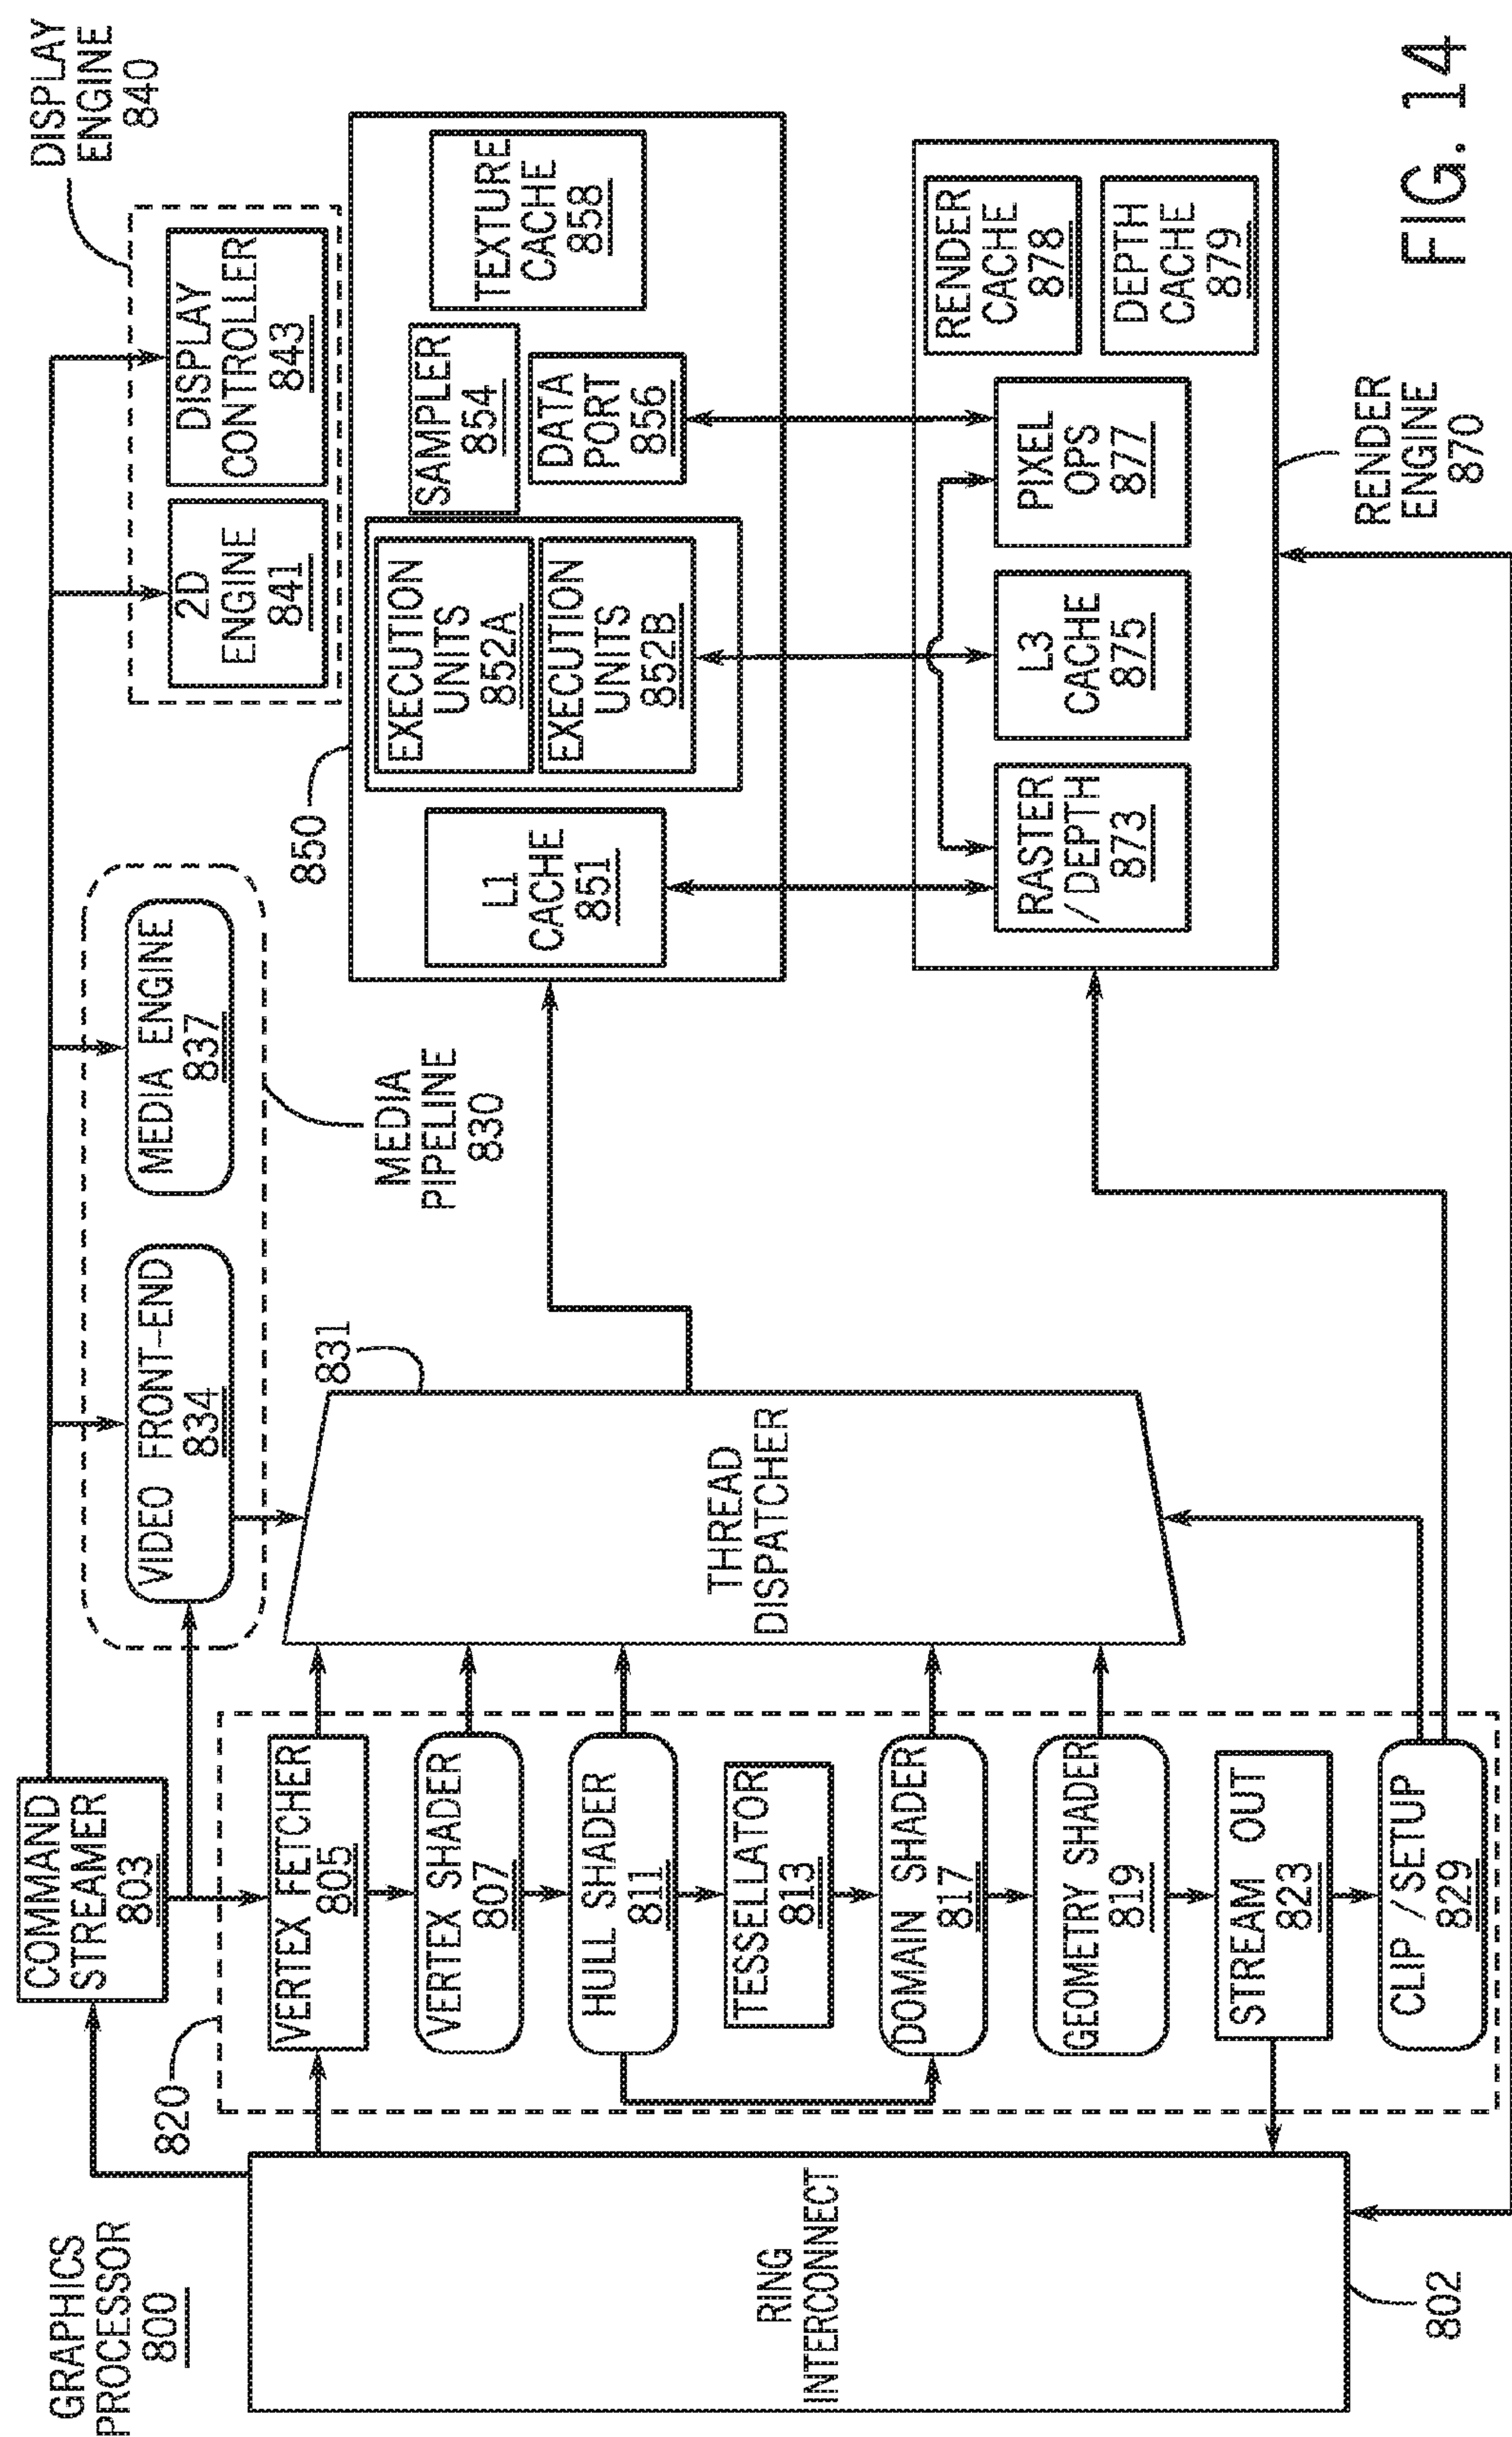 GRAPHICS
PROCESSOR
800
COMMAND
STREAMER
803
820
VERTEX FETCHER
805
VERTEX SHADER
807
HULL SHADER
811
TESSELLATOR
813
DOMAIN SHADER
817
GEOMETRY SHADER
819
STREAM OUT
823
CLIP/SETUP
829
RING
INTERCONNECT
802
VIDEO FRONT-END
834
MEDIA ENGINE
837
MEDIA
PIPELINE
830
THREAD
DISPATCHER
831
DISPLAY
ENGINE
840
2D
ENGINE
841
DISPLAY
CONTROLLER
843
850
L1
CACHE
851
EXECUTION
UNITS
852A
EXECUTION
UNITS
852B
SAMPLER
854
DATA
PORT
856
TEXTURE
CACHE
858
RASTER
/DEPTH
873
L3
CACHE
875
PIXEL
OPS
877
RENDER
CACHE
878
DEPTH
CACHE
879
RENDER
ENGINE
870
FIG. 14